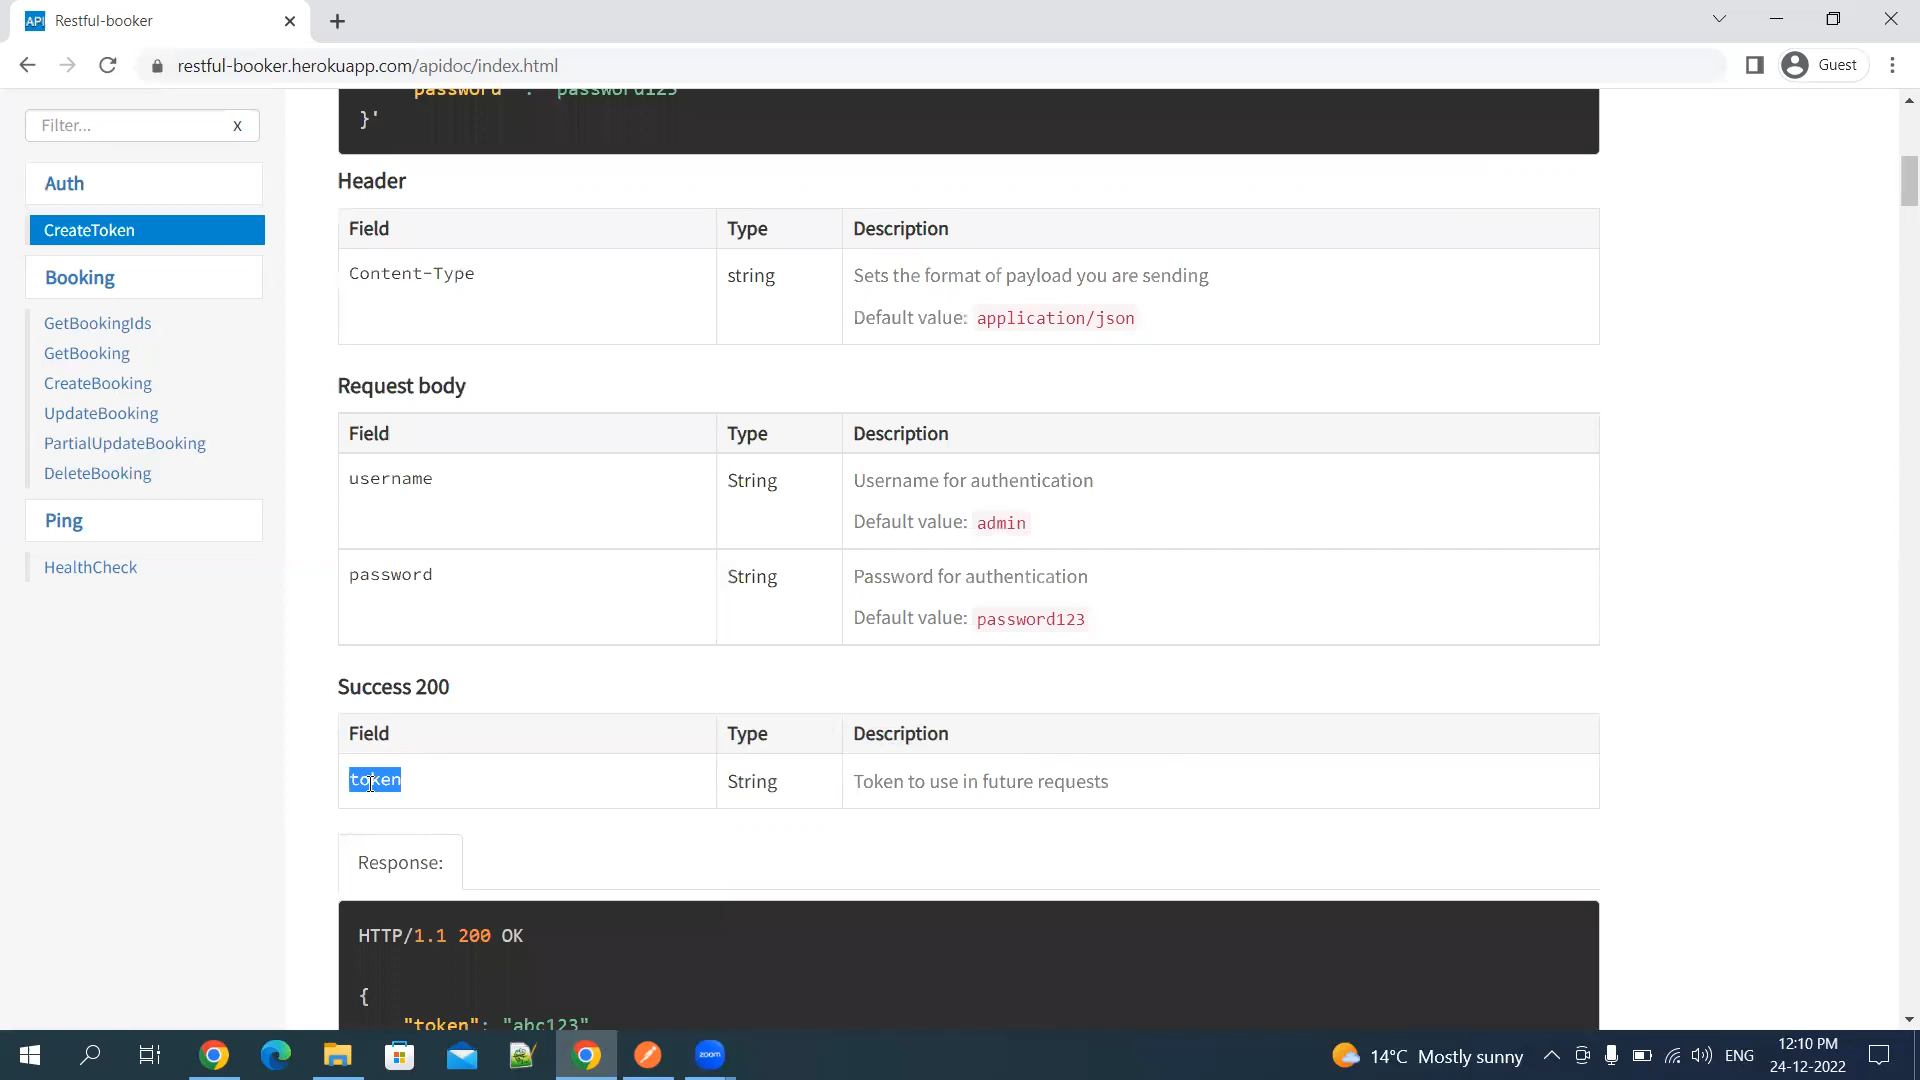 API Restful-booker
restful-booker.herokuapp.com/apidoc/index.html
Guest
Filter...
X
Auth
CreateToken
Booking
GetBookingIds
GetBooking
CreateBooking
UpdateBooking
PartialUpdateBooking
DeleteBooking
Ping
HealthCheck
"password" : "password123"
}'
Header
Field Type Description
Content-Type string Sets the format of payload you are sending
Default value: application/json
Request body
Field Type Description
username String Username for authentication
Default value: admin
password String Password for authentication
Default value: password123
Success 200
Field Type Description
token String Token to use in future requests
Response:
HTTP/1.1 200 OK
{
"token": "abc123"
zoom
14°C Mostly sunny
ENG
12:10 PM
24-12-2022